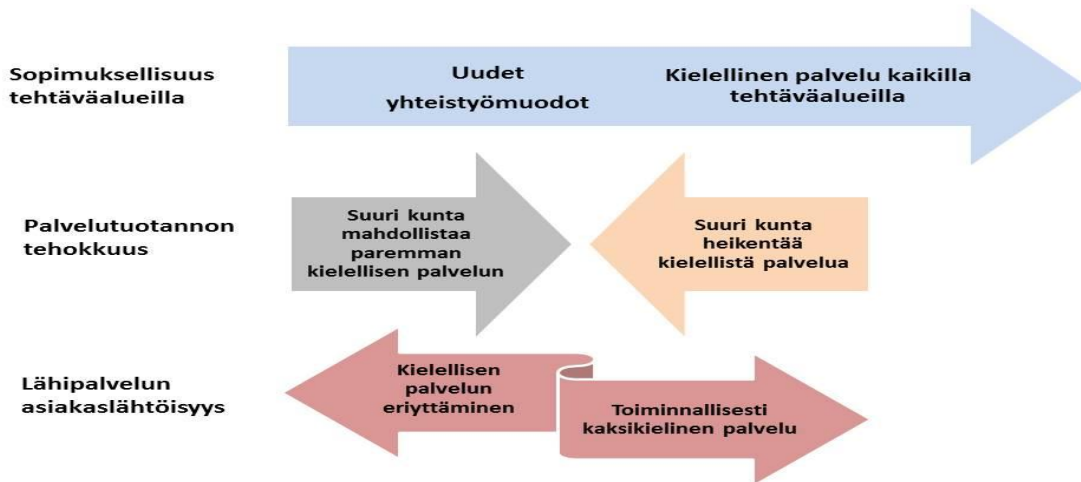 Sopimuksellisuus
tehtäväalueilla
Uudet
yhteistyömuodot
Kielellinen palvelu kaikilla
tehtäväalueilla
Palvelutuotannon
tehokkuus
Suuri kunta
mahdollistaa
paremman
kielellisen palvelun
Suuri kunta
heikentää
kielellistä palvelua
Lähipalvelun
asiakaslähtöisyys
Kielellisen
palvelun
eriyttäminen
Toiminnallisesti
kaksikielinen palvelu